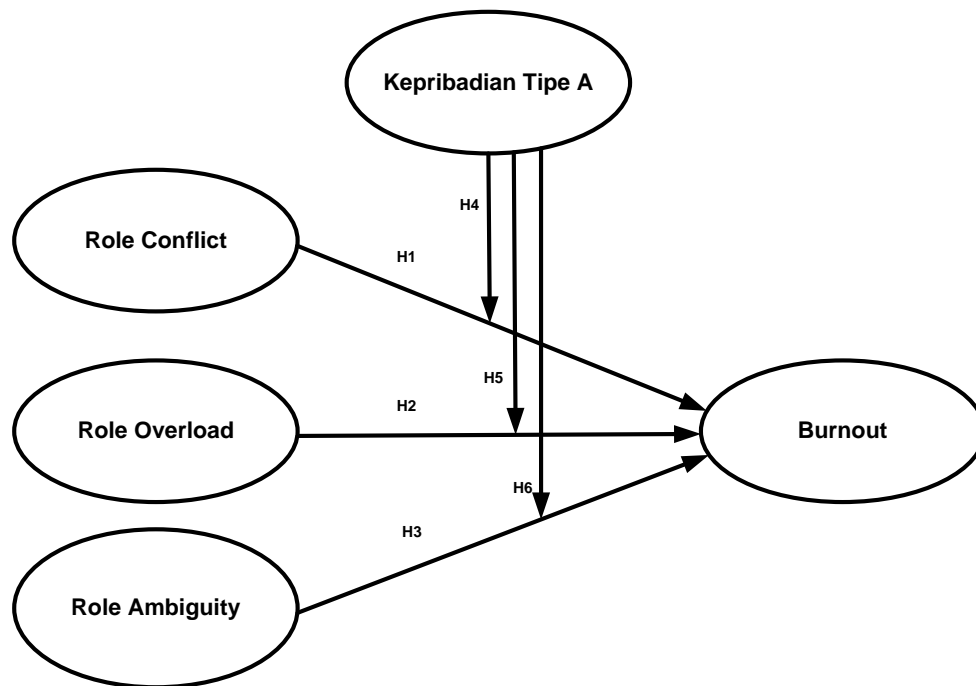 Kepribadian Tipe A
H4
Role Conflict
H1
H5
Role Overload
H2
Burnout
H6
H3
Role Ambiguity